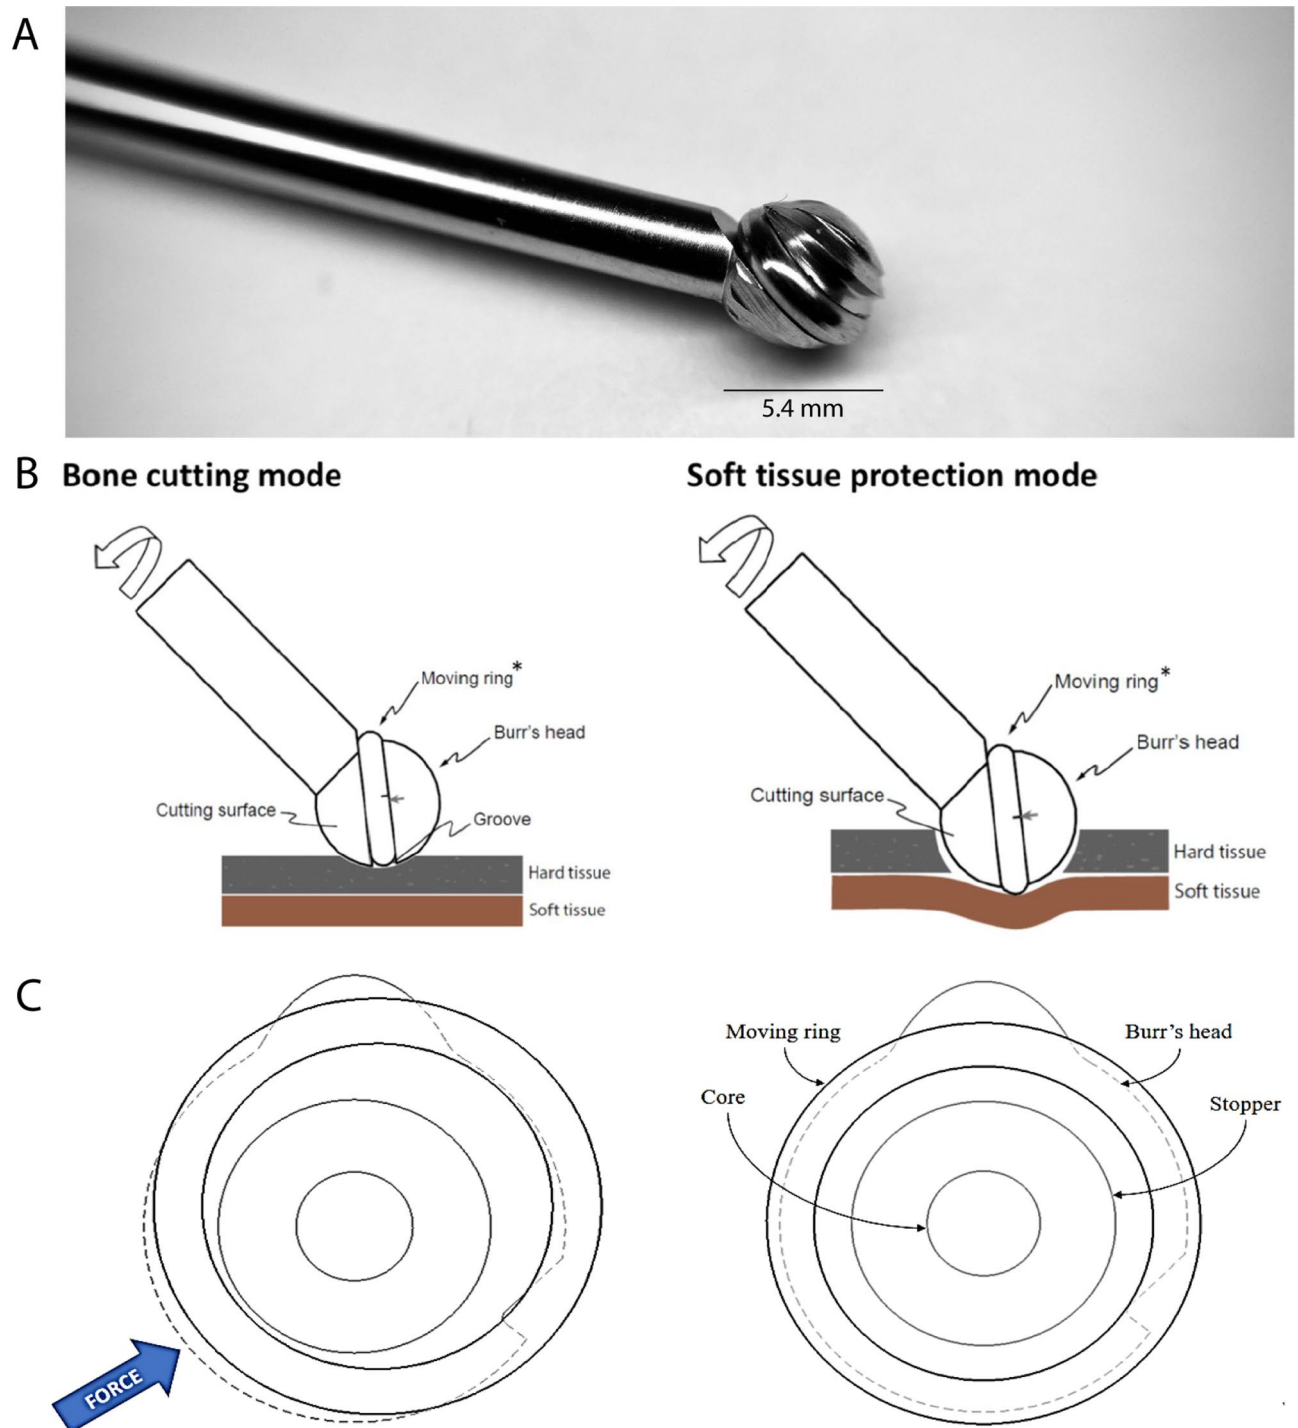 A
5.4 mm
B Bone cutting mode
Soft tissue protection mode
Moving ring*
Burr's head
Cutting surface
Groove
Hard tissue
Soft tissue
Moving ring*
Burr's head
Cutting surface
Hard tissue
Soft tissue
C
FORCE
Moving ring
Burr's head
Core
Stopper